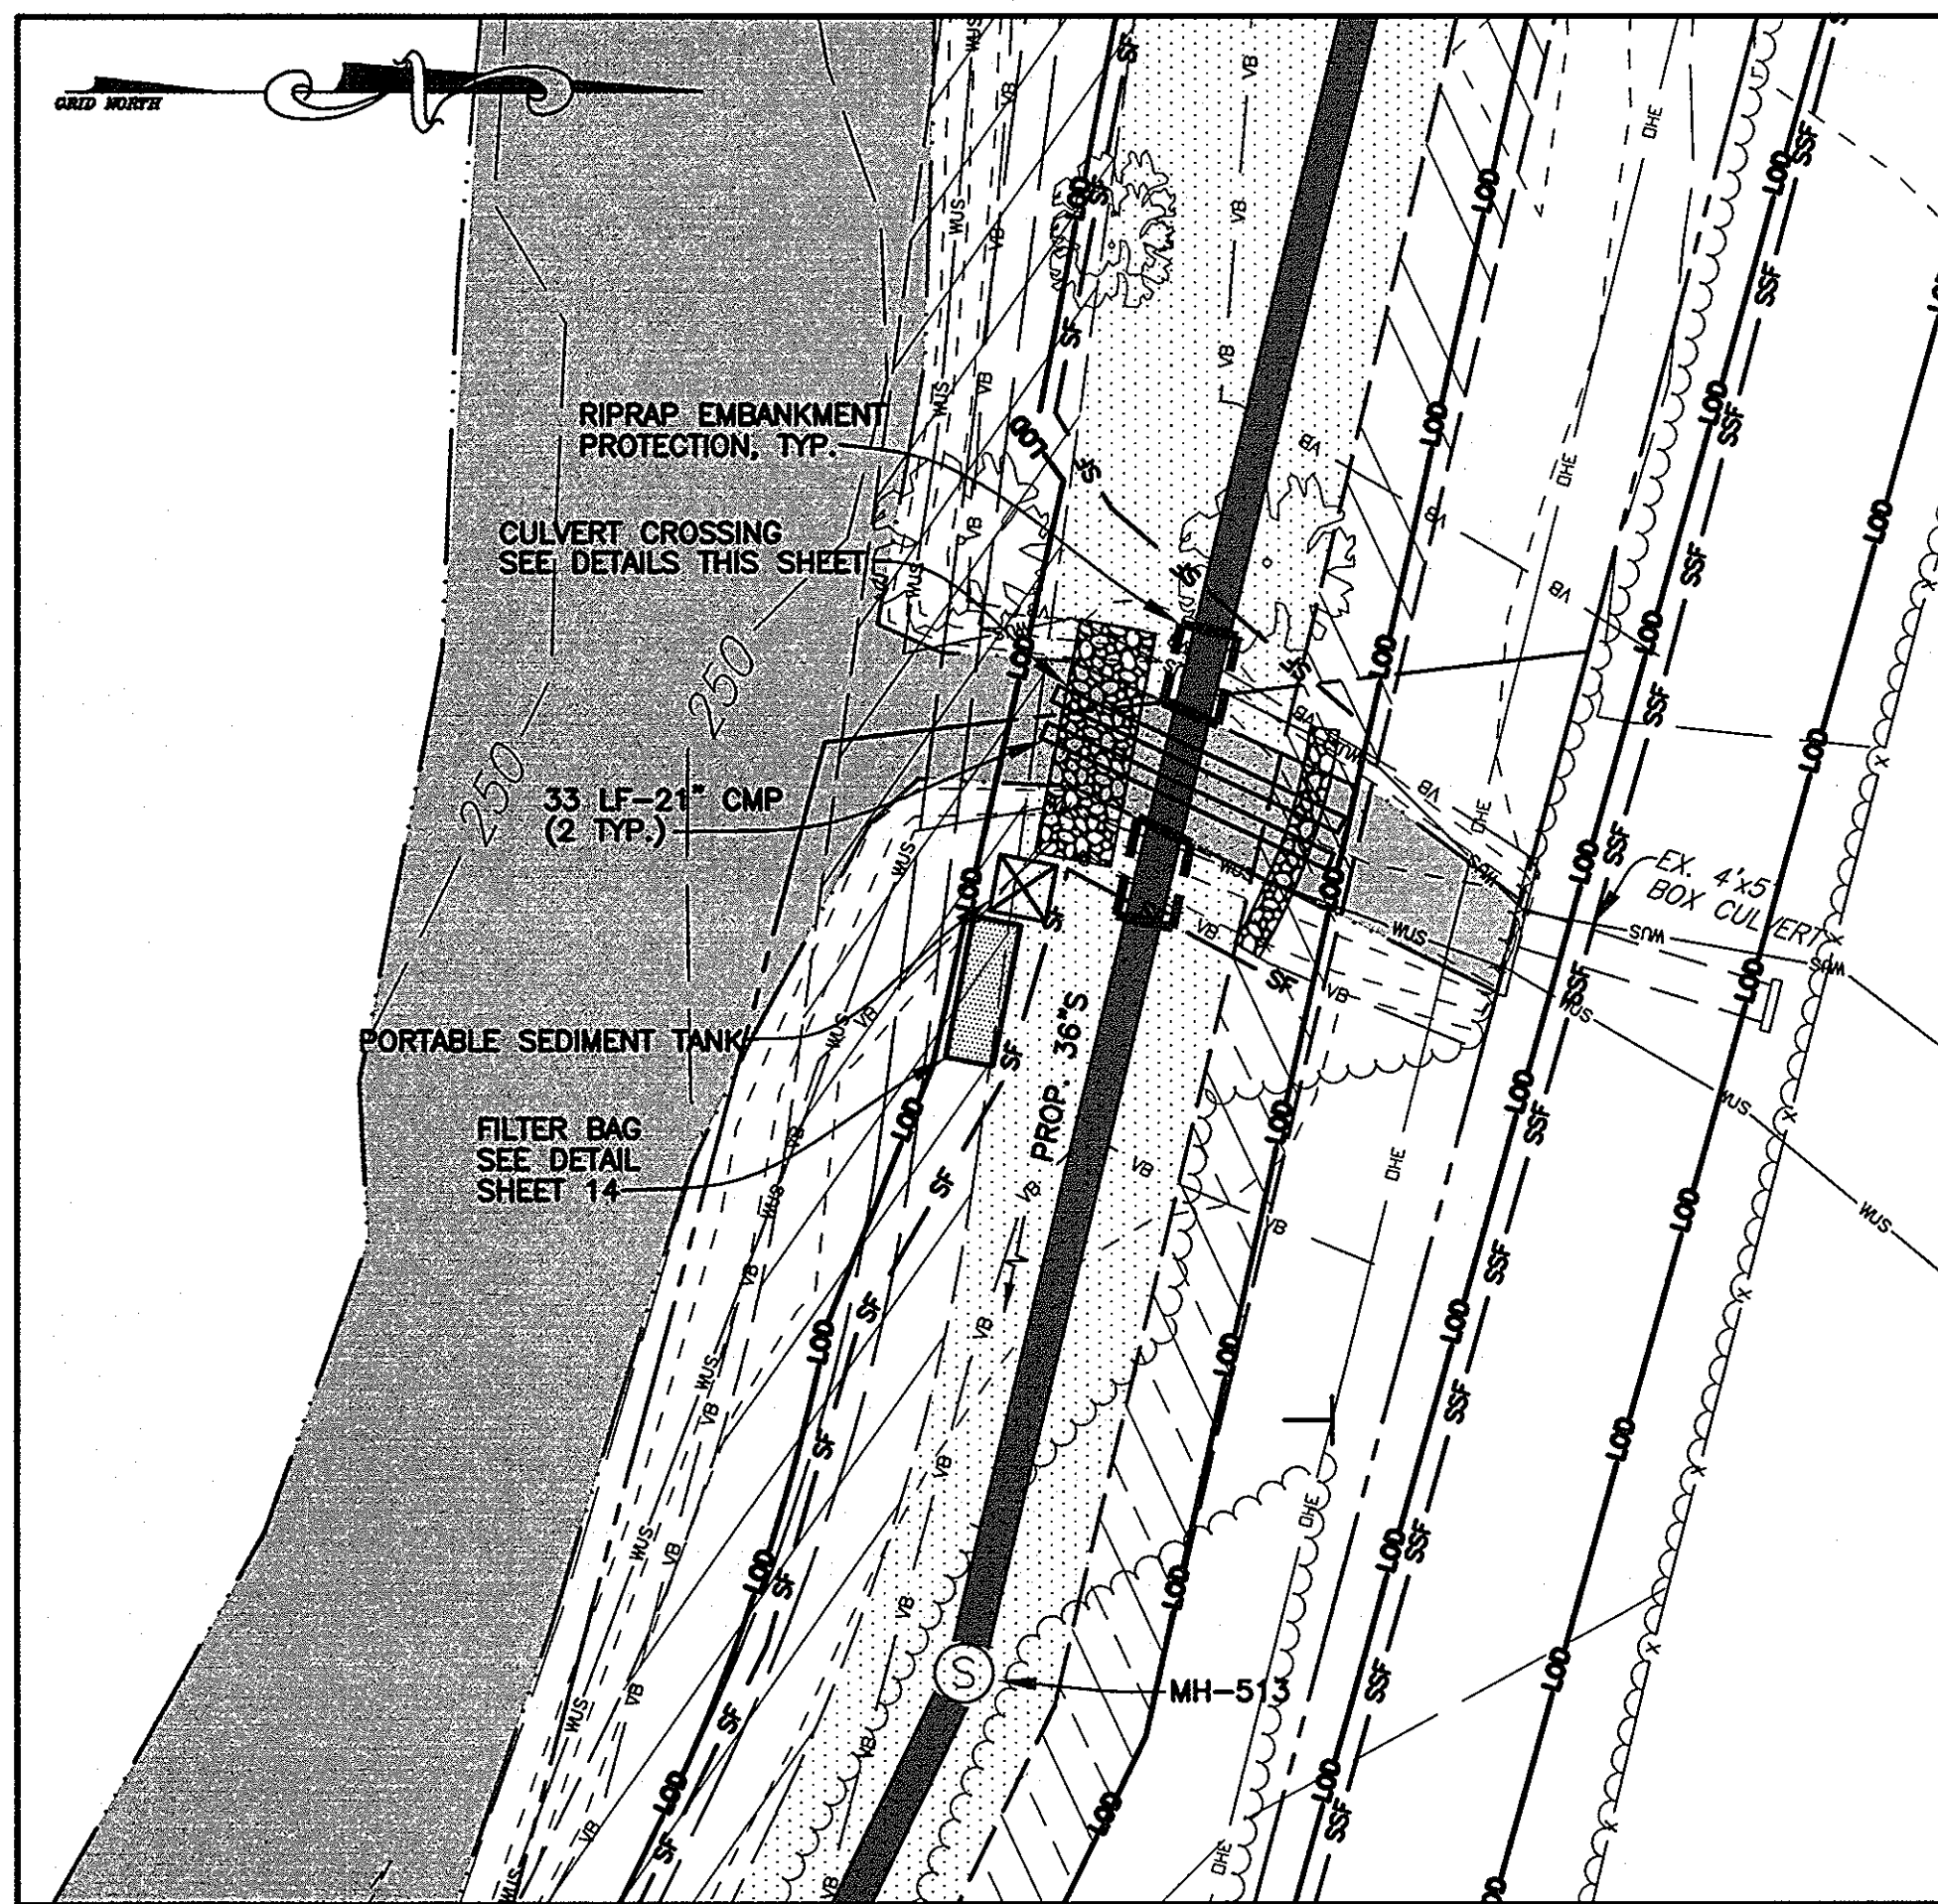 GRID NORTH
RIPRAP EMBANKMENT
PROTECTION, TYP.
CULVERT CROSSING
SEE DETAILS THIS SHEET
250
250
33 LF-21" CMP
(2 TYP.)
EX. 4'x5'
BOX CULVERT
PORTABLE SEDIMENT TANK
PROP. 36"S
FILTER BAG
SEE DETAIL
SHEET 14
MH-513
S
LOD
SF
SSF
WUS
VB
OHE
X